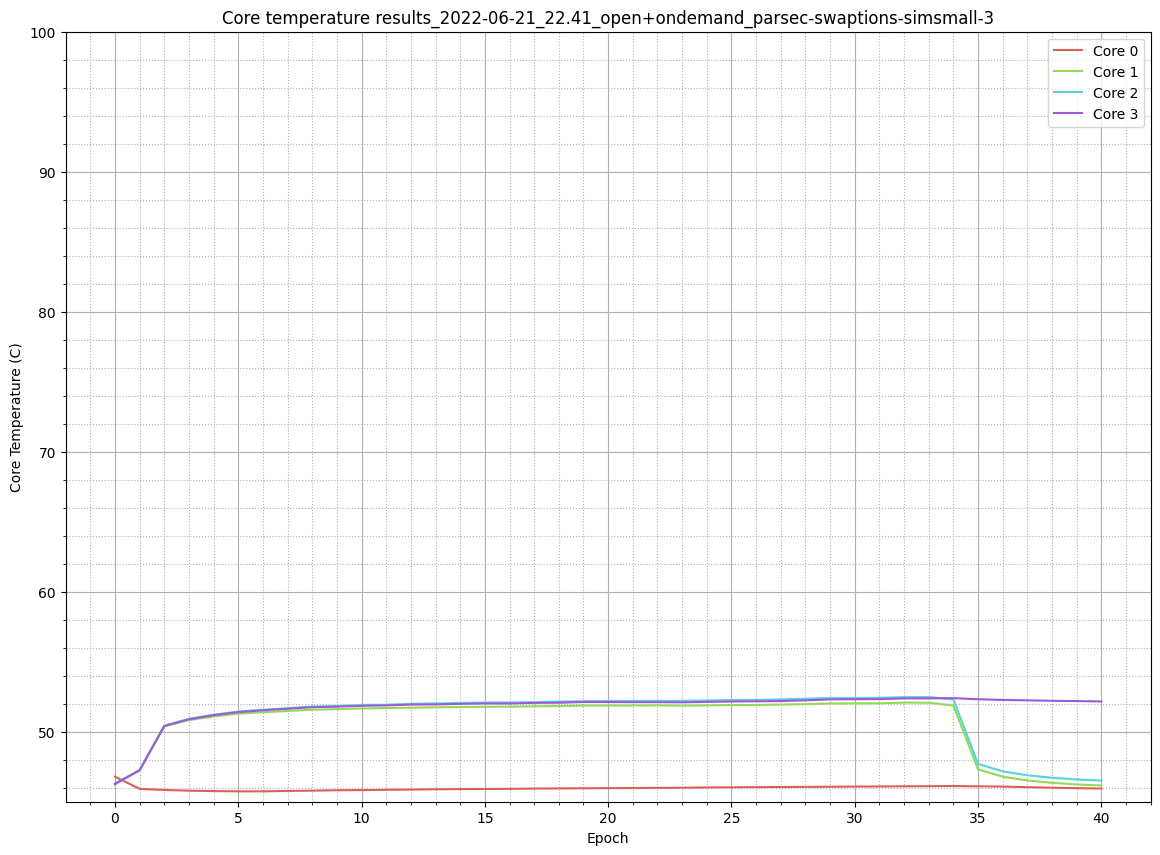 Core temperature results_2022-06-21_22.41_open+ondemand_parsec-swaptions-simsmall-3
Core 0
Core 1
Core 2
Core 3
Core Temperature (C)
100
90
80
70
60
50
0 5 10 15 20 25 30 35 40
Epoch